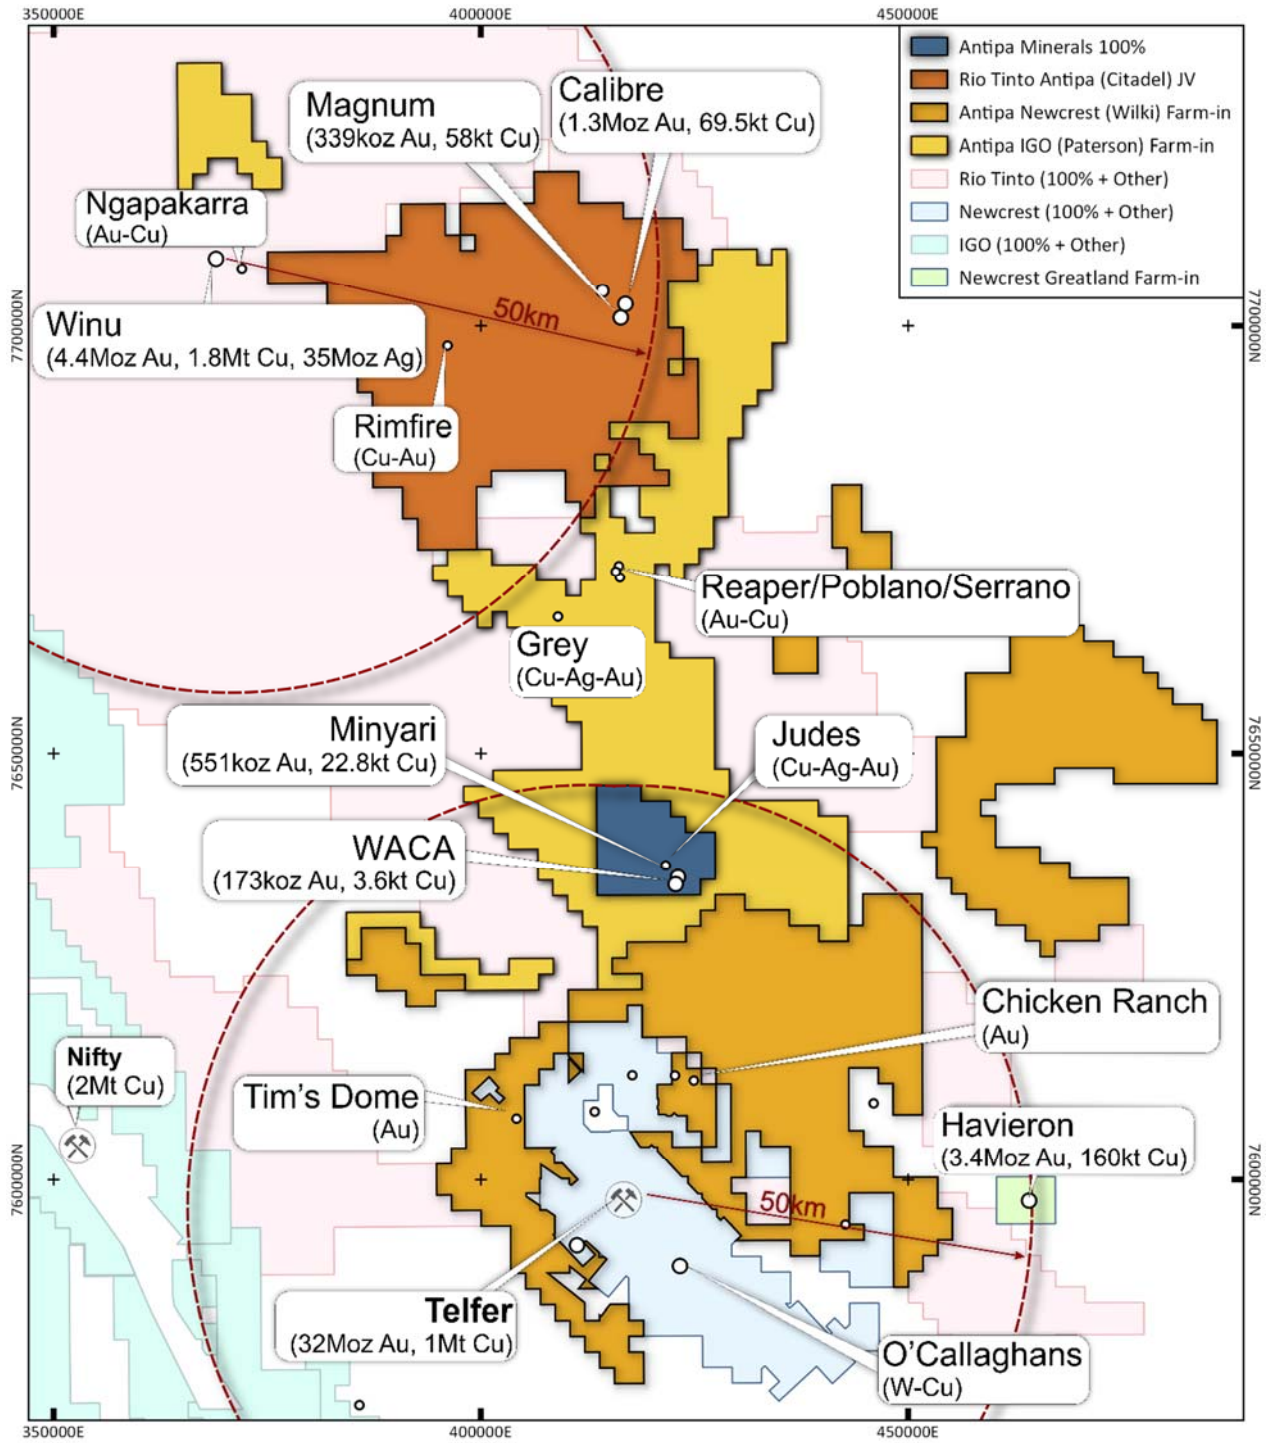 350000E
400000E
450000E
Antipa Minerals 100%
Rio Tinto Antipa (Citadel) JV
Antipa Newcrest (Wilki) Farm-in
Antipa IGO (Paterson) Farm-in
Rio Tinto (100% + Other)
Newcrest (100% + Other)
IGO (100% + Other)
Newcrest Greatland Farm-in
Magnum
(339koz Au, 58kt Cu)
Calibre
(1.3Moz Au, 69.5kt Cu)
Ngapakarra
(Au-Cu)
50km
7700000N
7700000N
Winu
(4.4Moz Au, 1.8Mt Cu, 35Moz Ag)
Rimfire
(Cu-Au)
Reaper/Poblano/Serrano
(Au-Cu)
Grey
(Cu-Ag-Au)
Minyari
(551koz Au, 22.8kt Cu)
Judes
(Cu-Ag-Au)
7650000N
7650000N
WACA
(173koz Au, 3.6kt Cu)
Chicken Ranch
(Au)
Nifty
(2Mt Cu)
Tim's Dome
(Au)
Havieron
(3.4Moz Au, 160kt Cu)
7600000N
7600000N
50km
Telfer
(32Moz Au, 1Mt Cu)
O'Callaghans
(W-Cu)
350000E
400000E
450000E